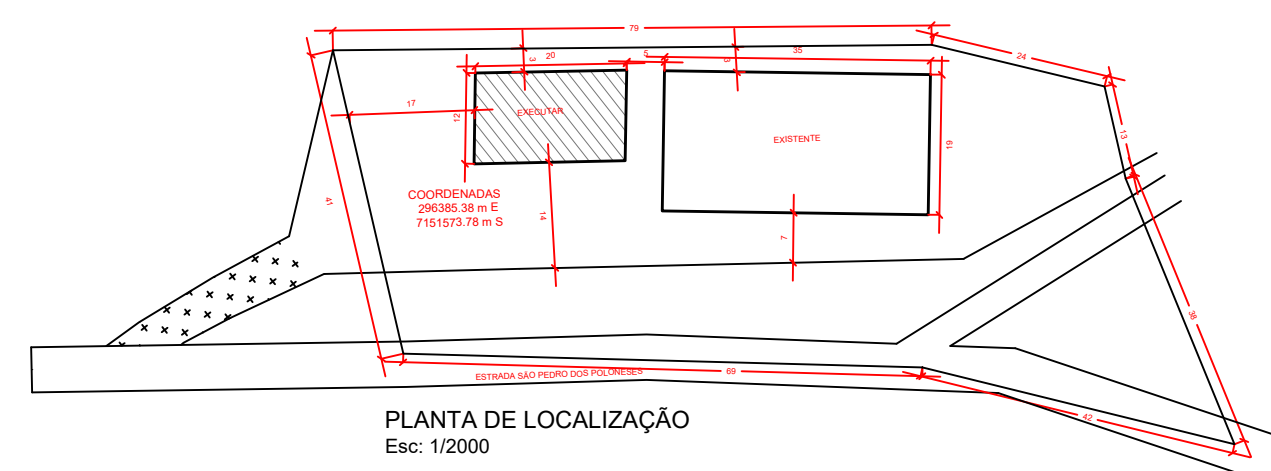 79
24
20
5
35
3
3
17
12
EXECUTAR
EXISTENTE
19
13
COORDENADAS
296385.38 m E
7151573.78 m S
41
14
7
38
ESTRADA SÃO PEDRO DOS POLONESES
69
42
PLANTA DE LOCALIZAÇÃO
Esc: 1/2000